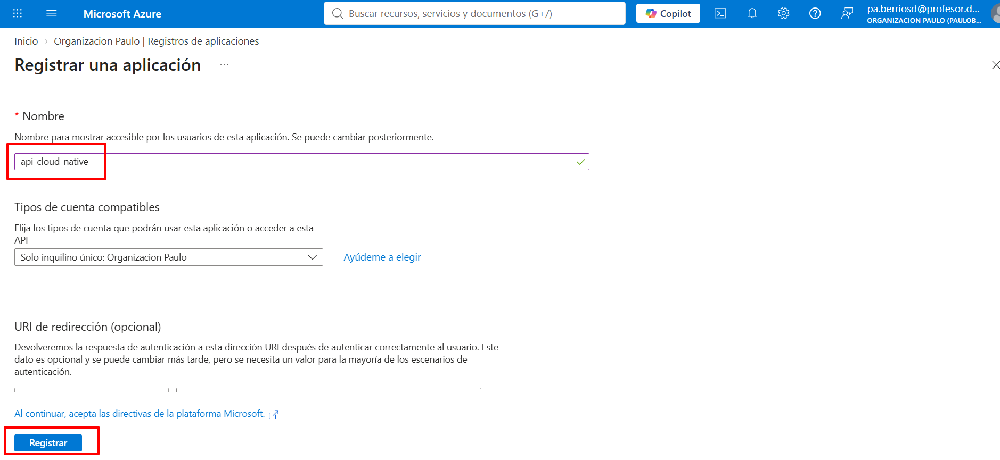 Microsoft Azure
Buscar recursos, servicios y documentos (G+/)
Copilot
pa.berriosd@profesor.d...
ORGANIZACION PAULO (PAULOB...
Inicio > Organizacion Paulo | Registros de aplicaciones
Registrar una aplicación ...
* Nombre
Nombre para mostrar accesible por los usuarios de esta aplicación. Se puede cambiar posteriormente.
api-cloud-native
Tipos de cuenta compatibles
Elija los tipos de cuenta que podrán usar esta aplicación o acceder a esta
API
Solo inquilino único: Organizacion Paulo
Ayúdeme a elegir
URI de redirección (opcional)
Devolveremos la respuesta de autenticación a esta dirección URI después de autenticar correctamente al usuario. Este
dato es opcional y se puede cambiar más tarde, pero se necesita un valor para la mayoría de los escenarios de
autenticación.
Al continuar, acepta las directivas de la plataforma Microsoft.
Registrar